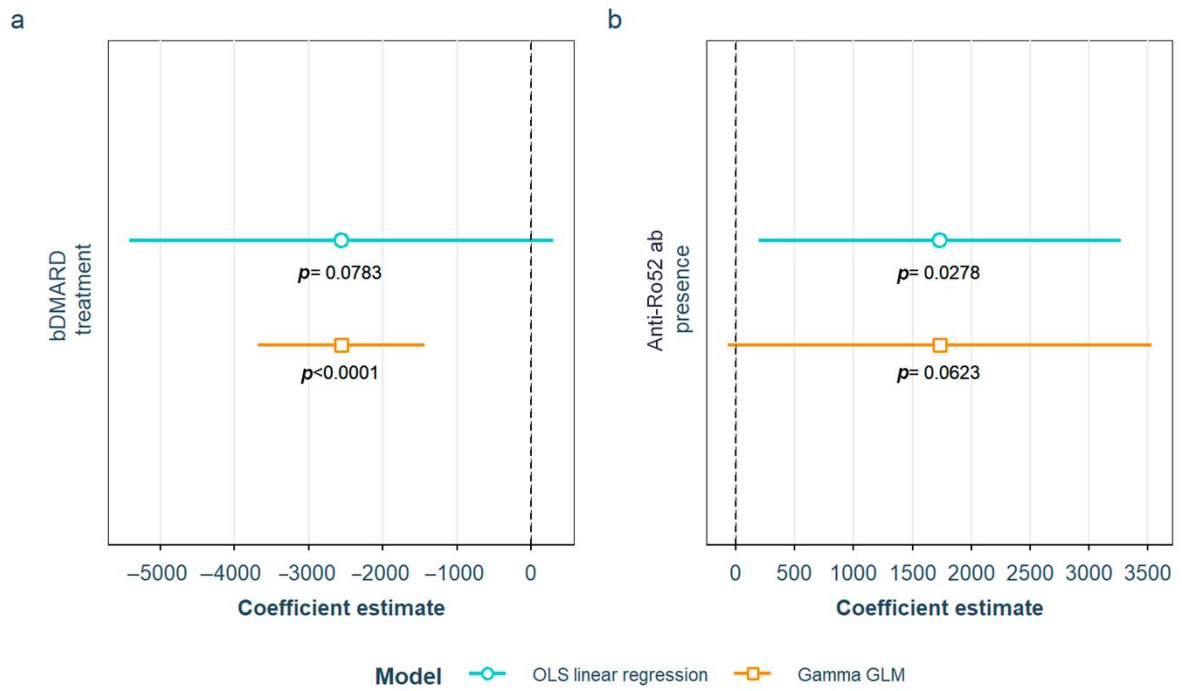 a
b
bDMARD
treatment
p= 0.0783
p<0.0001
–5000 –4000 –3000 –2000 –1000 0
Coefficient estimate
Anti-Ro52 ab
presence
p= 0.0278
p= 0.0623
0 500 1000 1500 2000 2500 3000 3500
Coefficient estimate
Model OLS linear regression Gamma GLM